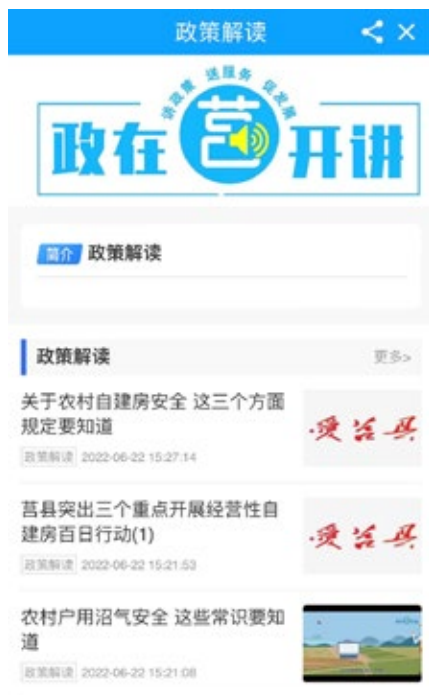 政策解读
讲政策 送服务 促发展
政在莒开讲
简介 政策解读
政策解读
更多>
关于农村自建房安全 这三个方面
规定要知道
政策解读 2022-06-22 15:27:14
莒县突出三个重点开展经营性自
建房百日行动(1)
政策解读 2022-06-22 15:21:53
农村户用沼气安全 这些常识要知
道
政策解读 2022-06-22 15:21:08